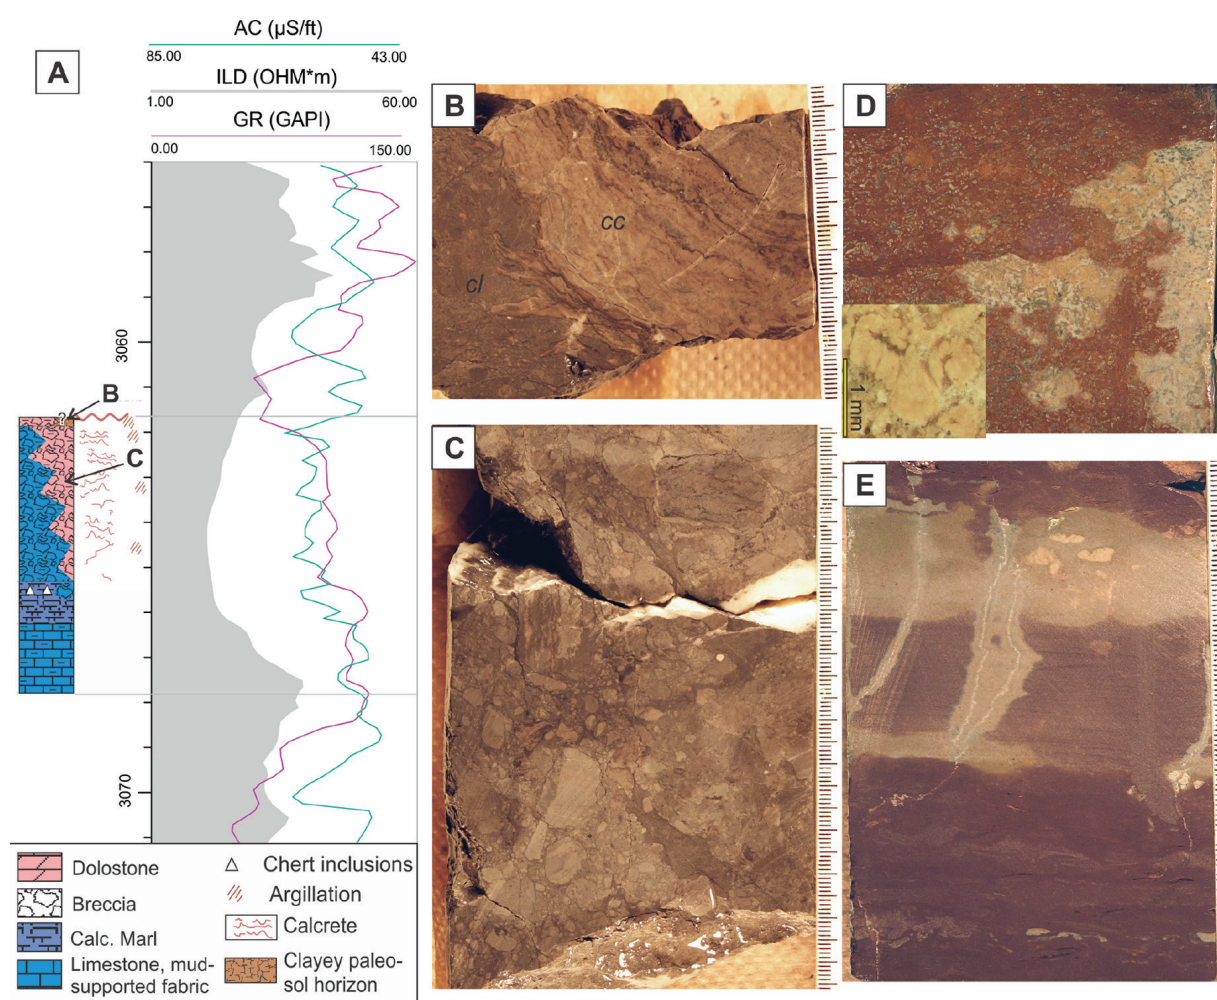 A
AC (µS/ft)
85.00 43.00
ILD (OHM*m)
1.00 60.00
GR (GAPI)
0.00 150.00
3060
B
?
C
3070
Dolostone
Breccia
Calc. Marl
Limestone, mud-
supported fabric
Chert inclusions
Argillation
Calcrete
Clayey paleo-
sol horizon
B
cc
cl
C
D
1 mm
E